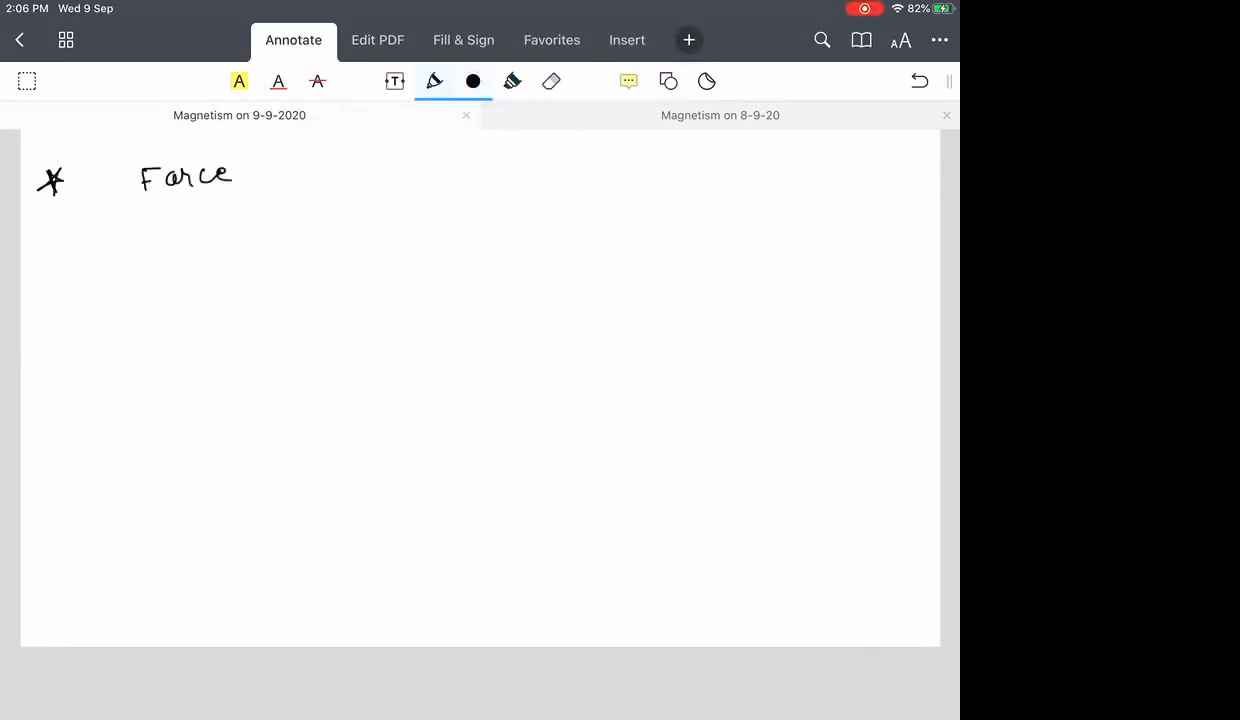 2:06 PM Wed 9 Sep 82%
Annotate Edit PDF Fill & Sign Favorites Insert
A A A T
Magnetism on 9-9-2020 Magnetism on 8-9-20
* Force